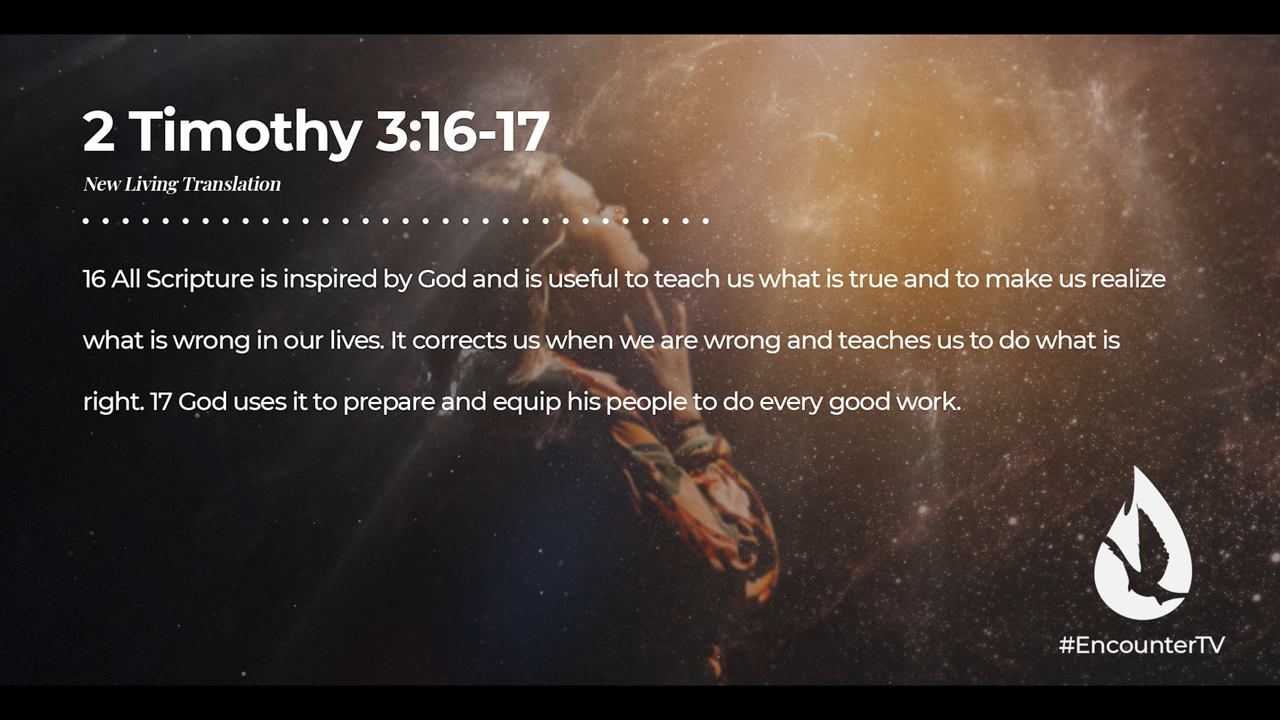 2 Timothy 3:16-17
New Living Translation
16 All Scripture is inspired by God and is useful to teach us what is true and to make us realize
what is wrong in our lives. It corrects us when we are wrong and teaches us to do what is
right. 17 God uses it to prepare and equip his people to do every good work.
#EncounterTV